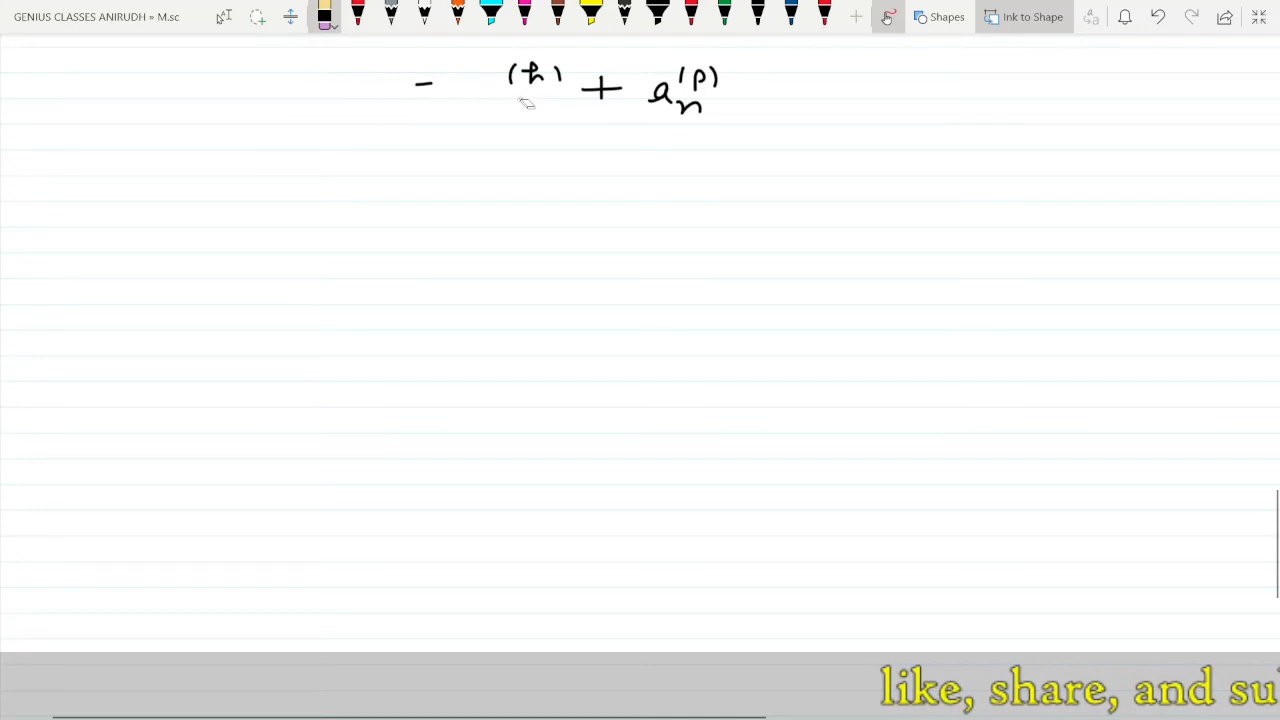 GENIUS CLASSES ANIRUDH » M.sc
Shapes
Ink to Shape
- (h) + a_n^(p)
like, share, and su